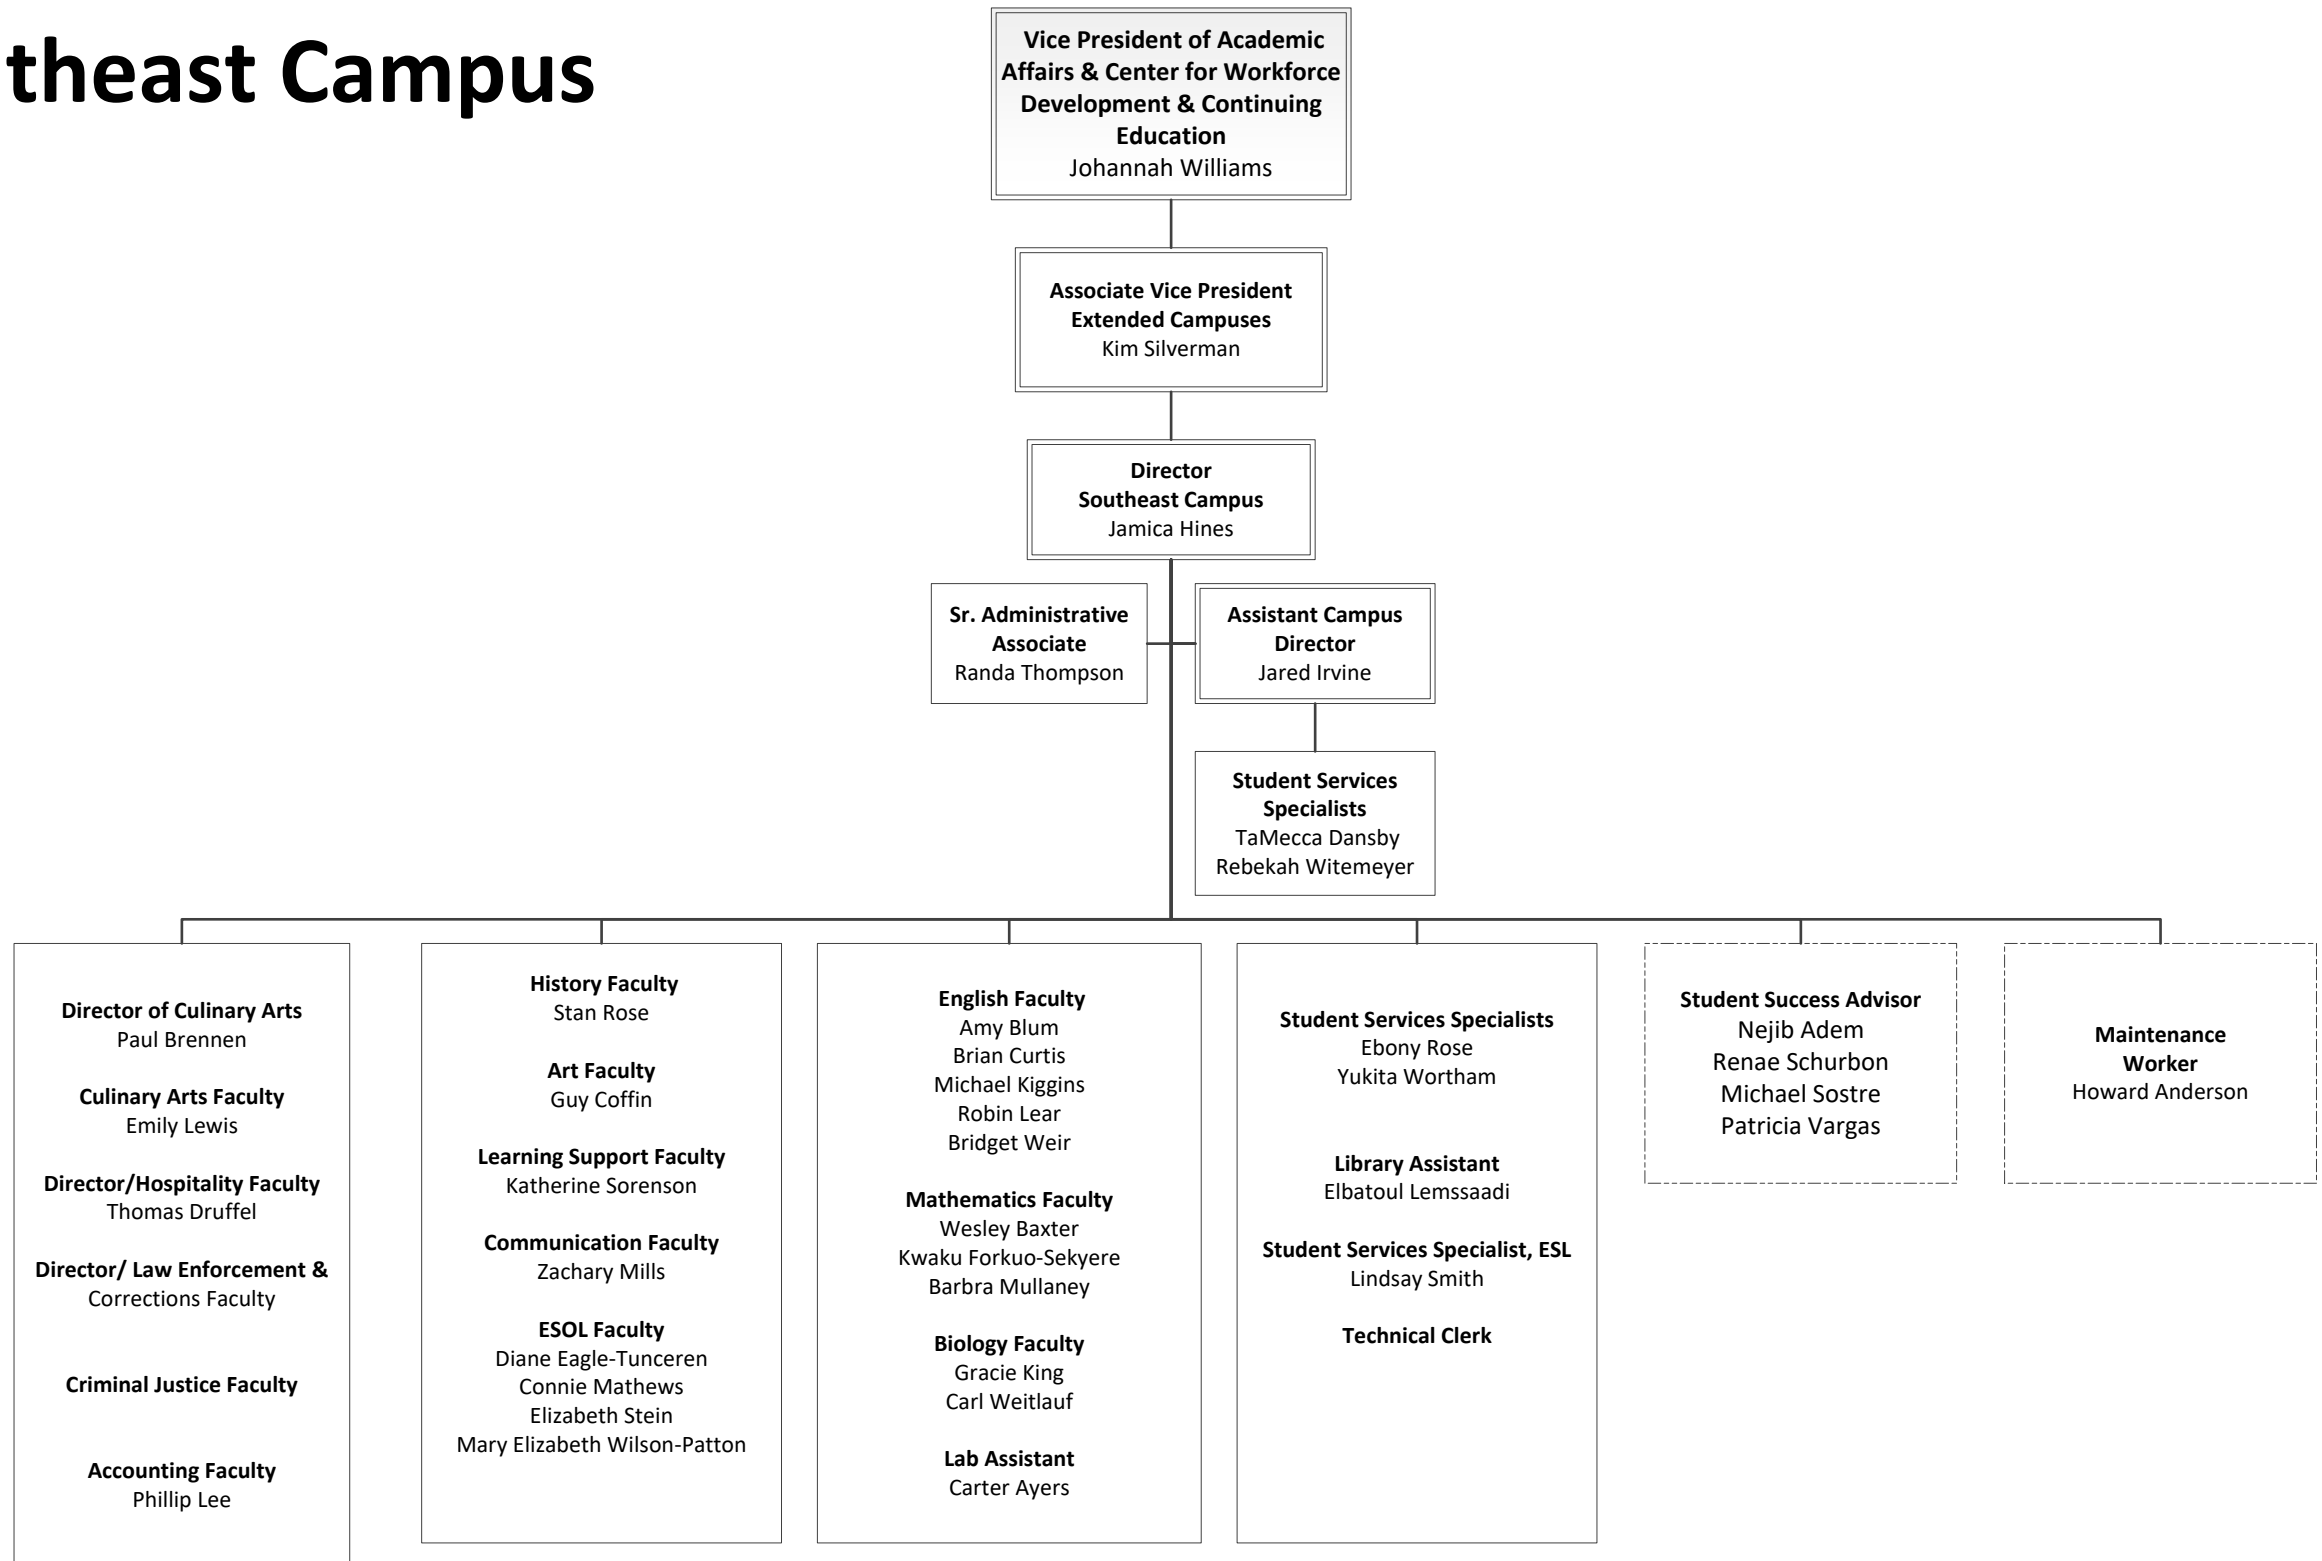 theast Campus
Vice President of Academic
Affairs & Center for Workforce
Development & Continuing
Education
Johannah Williams
Associate Vice President
Extended Campuses
Kim Silverman
Director
Southeast Campus
Jamica Hines
Sr. Administrative
Associate
Randa Thompson
Assistant Campus
Director
Jared Irvine
Student Services
Specialists
TaMecca Dansby
Rebekah Witemeyer
Director of Culinary Arts
Paul Brennen
Culinary Arts Faculty
Emily Lewis
Director/Hospitality Faculty
Thomas Druffel
Director/ Law Enforcement &
Corrections Faculty
Criminal Justice Faculty
Accounting Faculty
Phillip Lee
History Faculty
Stan Rose
Art Faculty
Guy Coffin
Learning Support Faculty
Katherine Sorenson
Communication Faculty
Zachary Mills
ESOL Faculty
Diane Eagle-Tunceren
Connie Mathews
Elizabeth Stein
Mary Elizabeth Wilson-Patton
English Faculty
Amy Blum
Brian Curtis
Michael Kiggins
Robin Lear
Bridget Weir
Mathematics Faculty
Wesley Baxter
Kwaku Forkuo-Sekyere
Barbra Mullaney
Biology Faculty
Gracie King
Carl Weitlauf
Lab Assistant
Carter Ayers
Student Services Specialists
Ebony Rose
Yukita Wortham
Library Assistant
Elbatoul Lemssaadi
Student Services Specialist, ESL
Lindsay Smith
Technical Clerk
Student Success Advisor
Nejib Adem
Renae Schurbon
Michael Sostre
Patricia Vargas
Maintenance
Worker
Howard Anderson